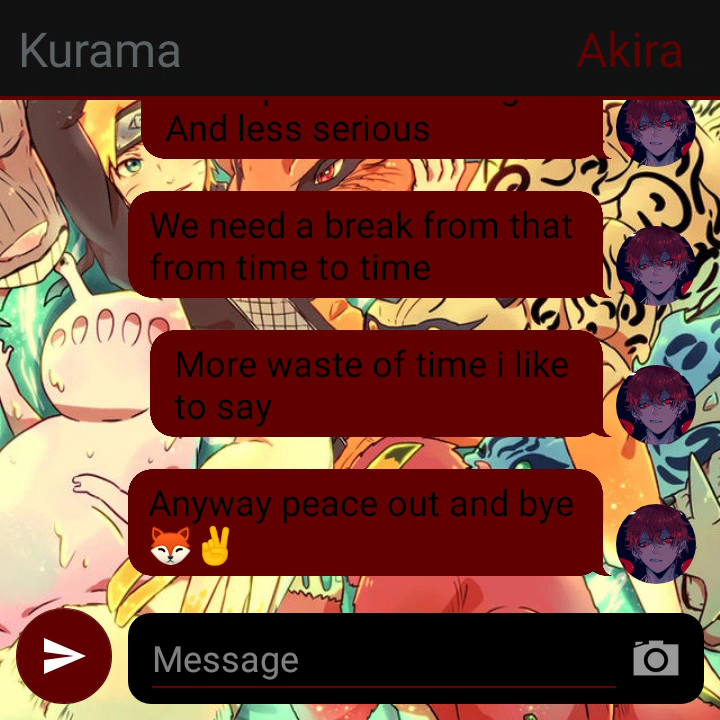 Kurama
Akira
And less serious
We need a break from that
from time to time
More waste of time i like
to say
Anyway peace out and bye
🦊✌️
Message